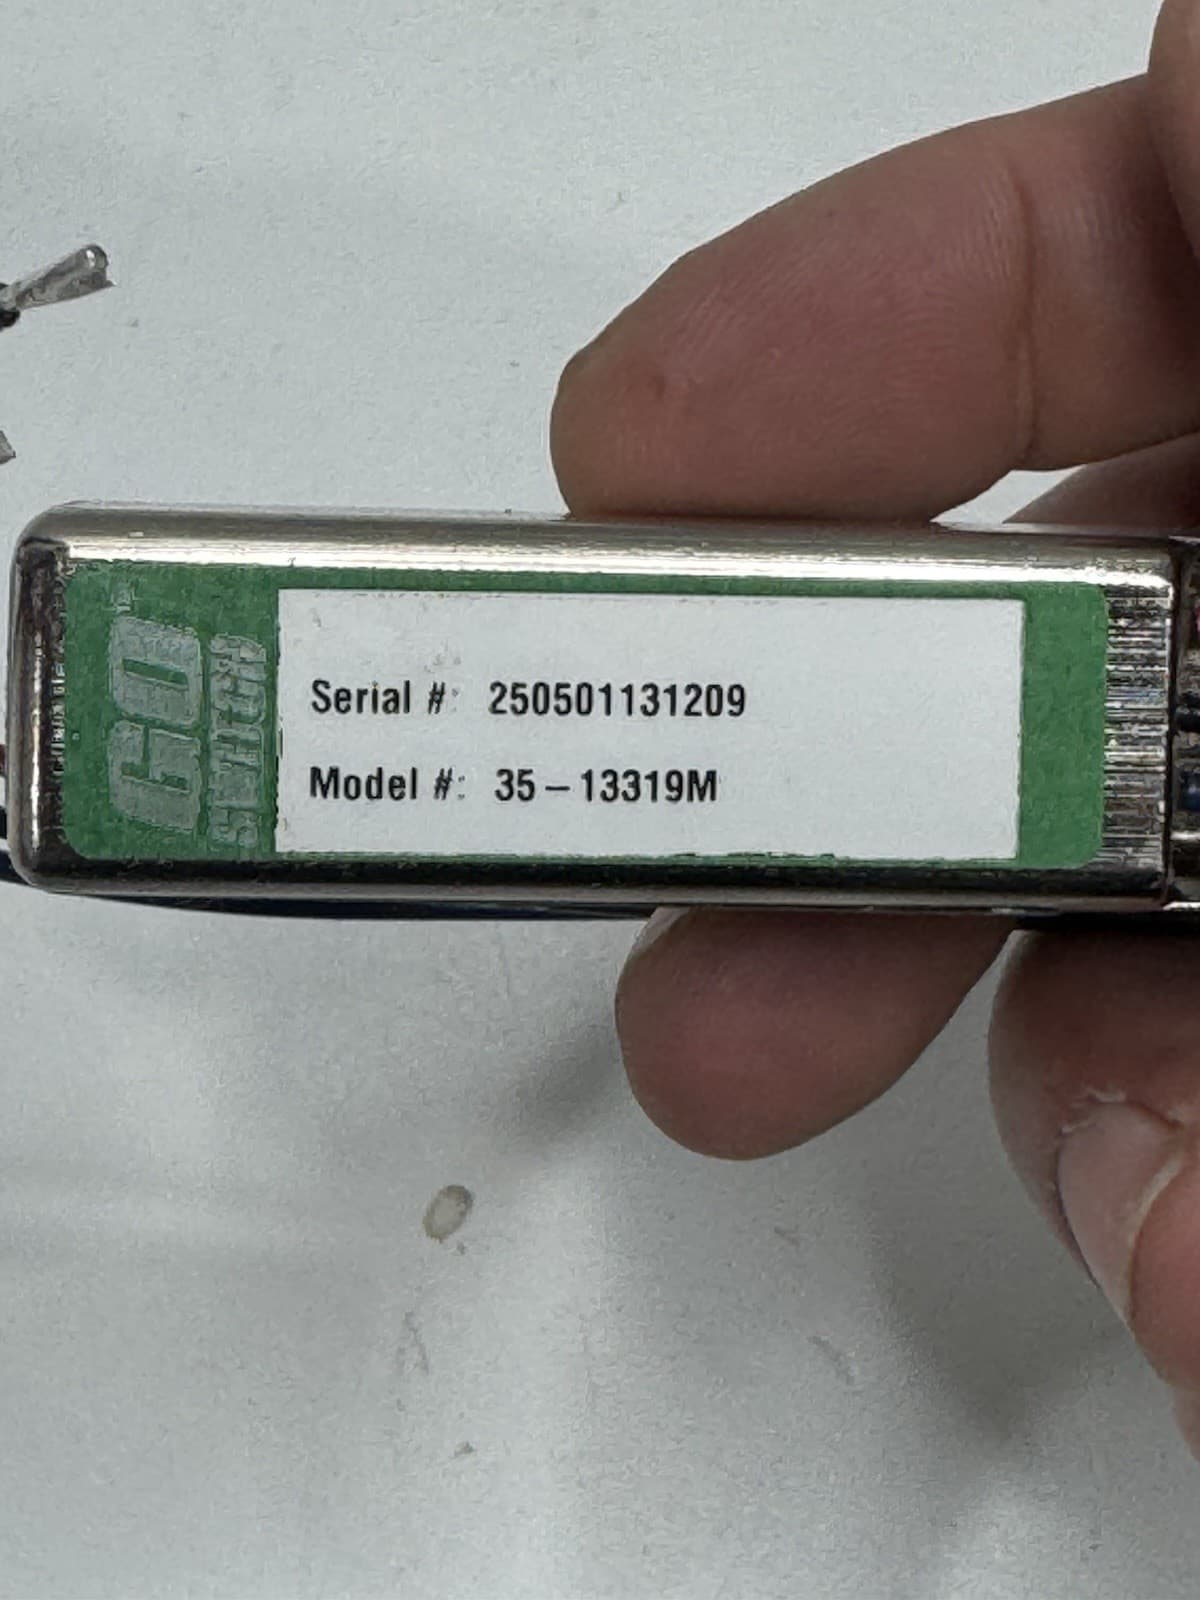 GO
SWITCH
Serial #: 250501131209
Model #: 35-13319M